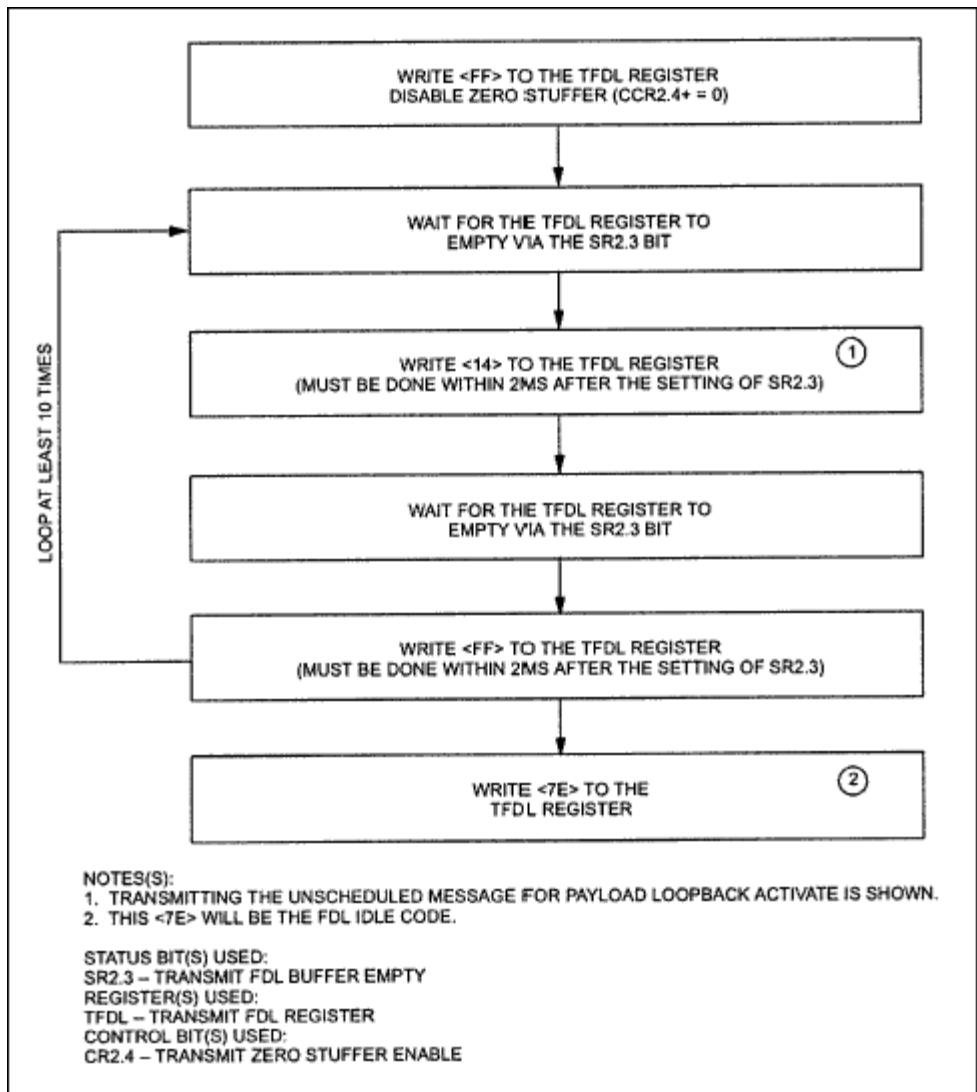 WRITE <FF> TO THE TFDL REGISTER
DISABLE ZERO STUFFER (CCR2.4+ = 0)
WAIT FOR THE TFDL REGISTER TO
EMPTY VIA THE SR2.3 BIT
WRITE <14> TO THE TFDL REGISTER
(MUST BE DONE WITHIN 2MS AFTER THE SETTING OF SR2.3)
1
LOOP AT LEAST 10 TIMES
WAIT FOR THE TFDL REGISTER TO
EMPTY VIA THE SR2.3 BIT
WRITE <FF> TO THE TFDL REGISTER
(MUST BE DONE WITHIN 2MS AFTER THE SETTING OF SR2.3)
WRITE <7E> TO THE
TFDL REGISTER
2
NOTES(S):
1. TRANSMITTING THE UNSCHEDULED MESSAGE FOR PAYLOAD LOOPBACK ACTIVATE IS SHOWN.
2. THIS <7E> WILL BE THE FDL IDLE CODE.
STATUS BIT(S) USED:
SR2.3 – TRANSMIT FDL BUFFER EMPTY
REGISTER(S) USED:
TFDL – TRANSMIT FDL REGISTER
CONTROL BIT(S) USED:
CR2.4 – TRANSMIT ZERO STUFFER ENABLE